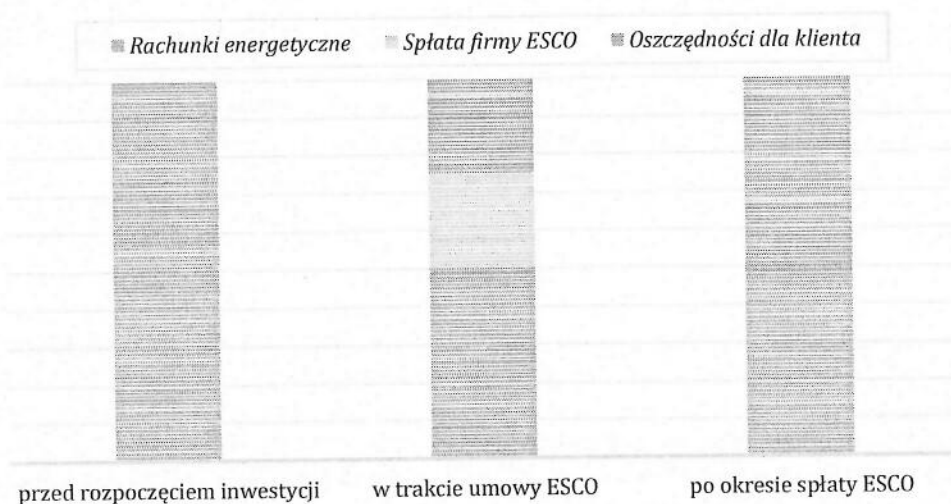 Rachunki energetyczne Spłata firmy ESCO Oszczędności dla klienta
przed rozpoczęciem inwestycji w trakcie umowy ESCO po okresie spłaty ESCO